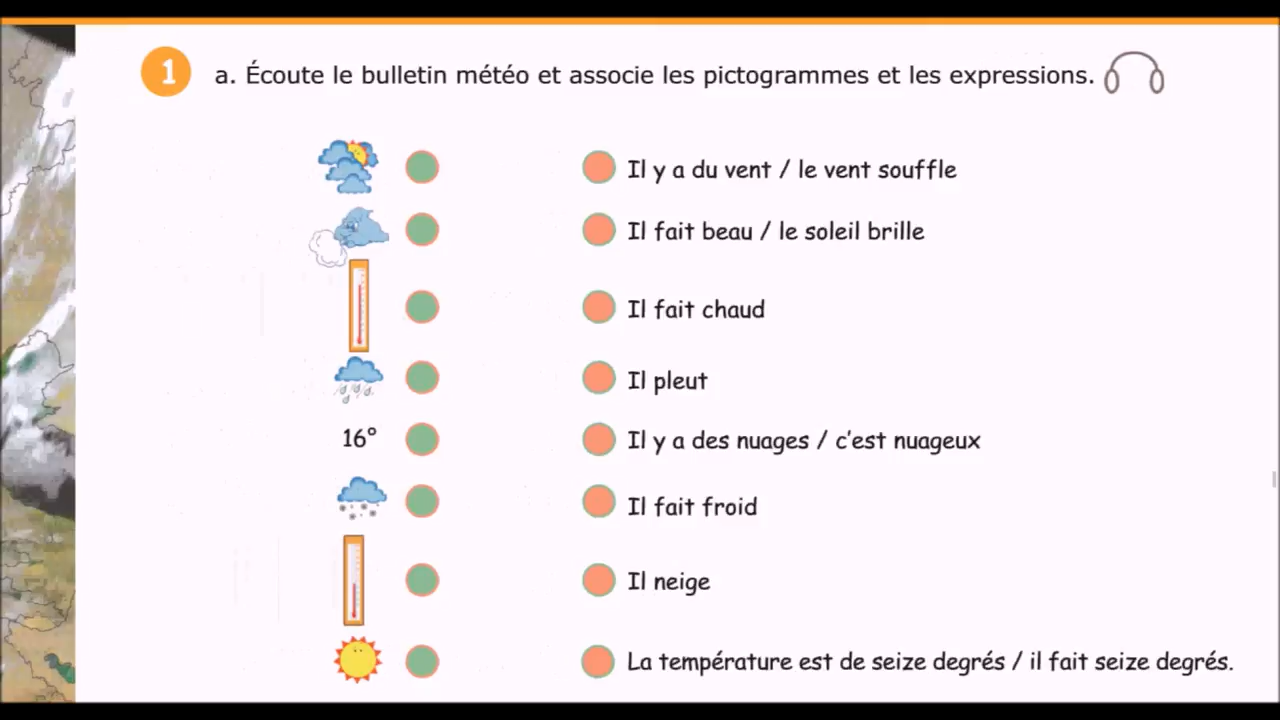 1 a. Écoute le bulletin météo et associe les pictogrammes et les expressions.
Il y a du vent / le vent souffle
Il fait beau / le soleil brille
Il fait chaud
Il pleut
16° Il y a des nuages / c'est nuageux
Il fait froid
Il neige
La température est de seize degrés / il fait seize degrés.